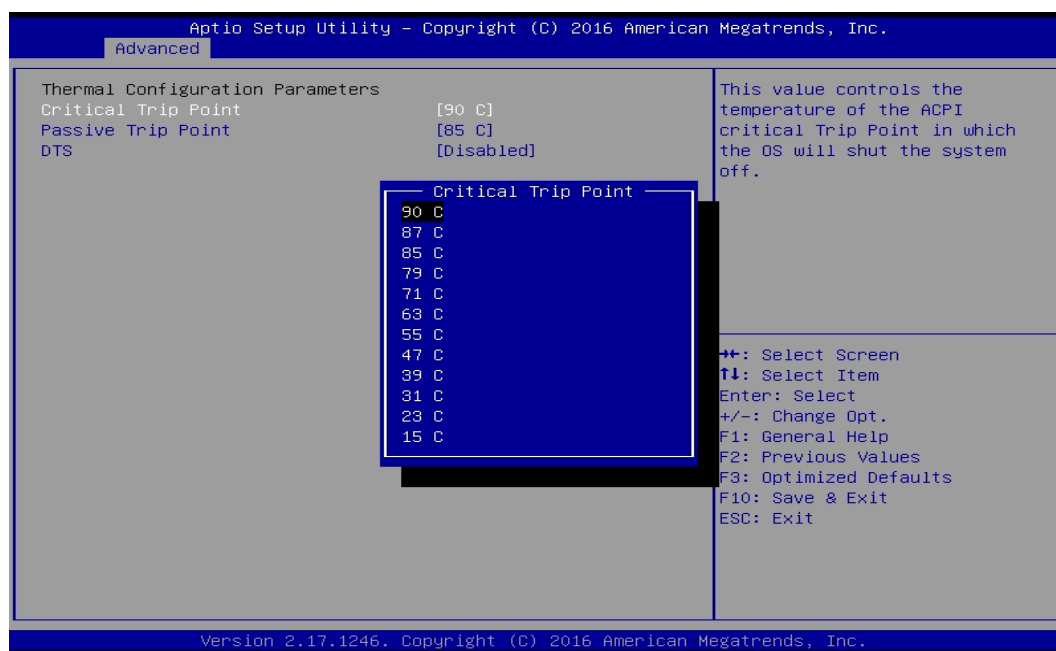 Aptio Setup Utility – Copyright (C) 2016 American Megatrends, Inc.
Advanced
Thermal Configuration Parameters
Critical Trip Point [90 C]
Passive Trip Point [85 C]
DTS [Disabled]
Critical Trip Point
90 C
87 C
85 C
79 C
71 C
63 C
55 C
47 C
39 C
31 C
23 C
15 C
This value controls the
temperature of the ACPI
critical Trip Point in which
the OS will shut the system
off.
→←: Select Screen
↑↓: Select Item
Enter: Select
+/-: Change Opt.
F1: General Help
F2: Previous Values
F3: Optimized Defaults
F10: Save & Exit
ESC: Exit
Version 2.17.1246. Copyright (C) 2016 American Megatrends, Inc.